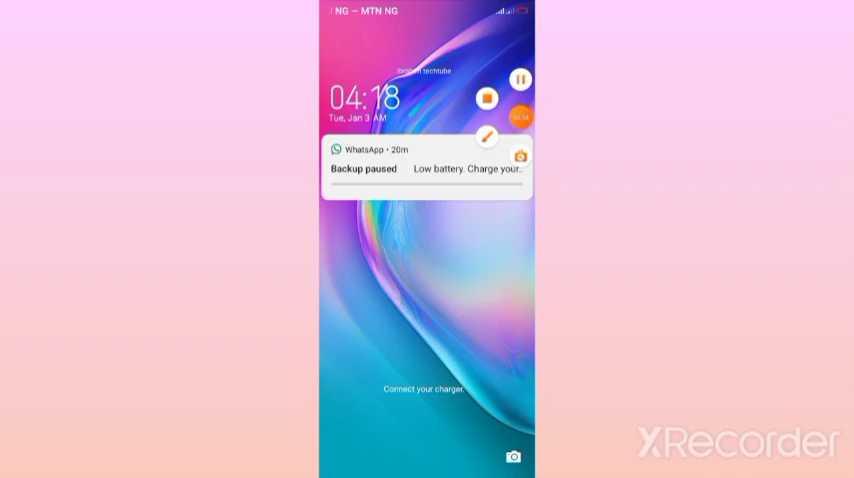 NG — MTN NG
Ibrahim techtube
04:18
Tue, Jan 3 AM
WhatsApp • 20m
Backup paused Low battery. Charge your..
Connect your charger.
XRecorder